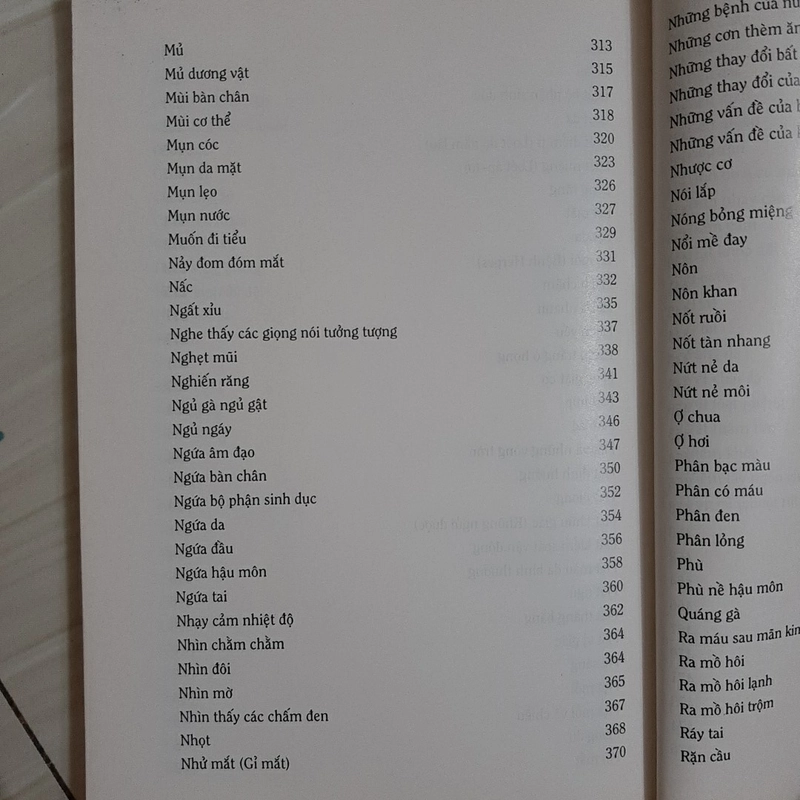 Mủ 313
Mủ dương vật 315
Mùi bàn chân 317
Mùi cơ thể 318
Mụn cóc 320
Mụn da mặt 323
Mụn lẹo 326
Mụn nước 327
Muốn đi tiểu 329
Nảy đom đóm mắt 331
Nấc 332
Ngất xỉu 335
Nghe thấy các giọng nói tưởng tượng 337
Nghẹt mũi 338
Nghiến răng 341
Ngủ gà ngủ gật 343
Ngủ ngáy 346
Ngứa âm đạo 347
Ngứa bàn chân 350
Ngứa bộ phận sinh dục 352
Ngứa da 354
Ngứa đầu 356
Ngứa hậu môn 358
Ngứa tai 360
Nhạy cảm nhiệt độ 362
Nhìn chằm chằm 364
Nhìn đôi 364
Nhìn mờ 365
Nhìn thấy các chấm đen 367
Nhọt 368
Nhử mắt (Gỉ mắt) 370
Những bệnh của
Những cơn thèm ăn
Những thay đổi bất
Những thay đổi của
Những vấn đề của
Những vấn đề của
Nhược cơ
Nói lắp
Nóng bỏng miệng
Nổi mề đay
Nôn
Nôn khan
Nốt ruồi
Nốt tàn nhang
Nứt nẻ da
Nứt nẻ môi
Ợ chua
Ợ hơi
Phân bạc màu
Phân có máu
Phân đen
Phân lỏng
Phù
Phù nề hậu môn
Quáng gà
Ra máu sau mãn kin
Ra mồ hôi
Ra mồ hôi lạnh
Ra mồ hôi trộm
Ráy tai
Rặn cầu